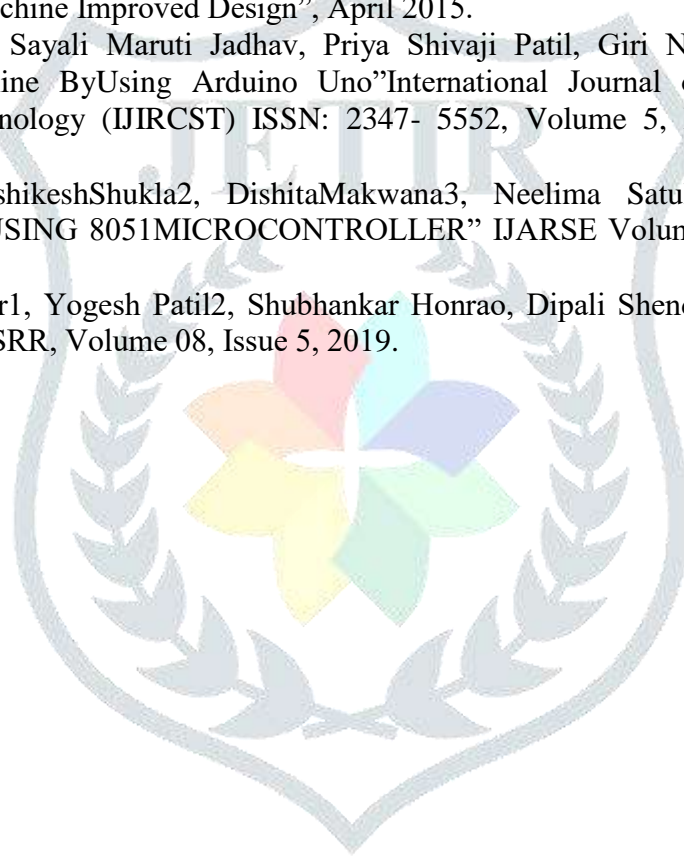 chine Improved Design”, April 2015.
Sayali Maruti Jadhav, Priya Shivaji Patil, Giri N
ine ByUsing Arduino Uno”International Journal
nology (IJIRCST) ISSN: 2347- 5552, Volume 5,
JETIR
shikeshShukla2, DishitaMakwana3, Neelima Satu
USING 8051MICROCONTROLLER” IJARSE Volum
r1, Yogesh Patil2, Shubhankar Honrao, Dipali Shend
SRR, Volume 08, Issue 5, 2019.